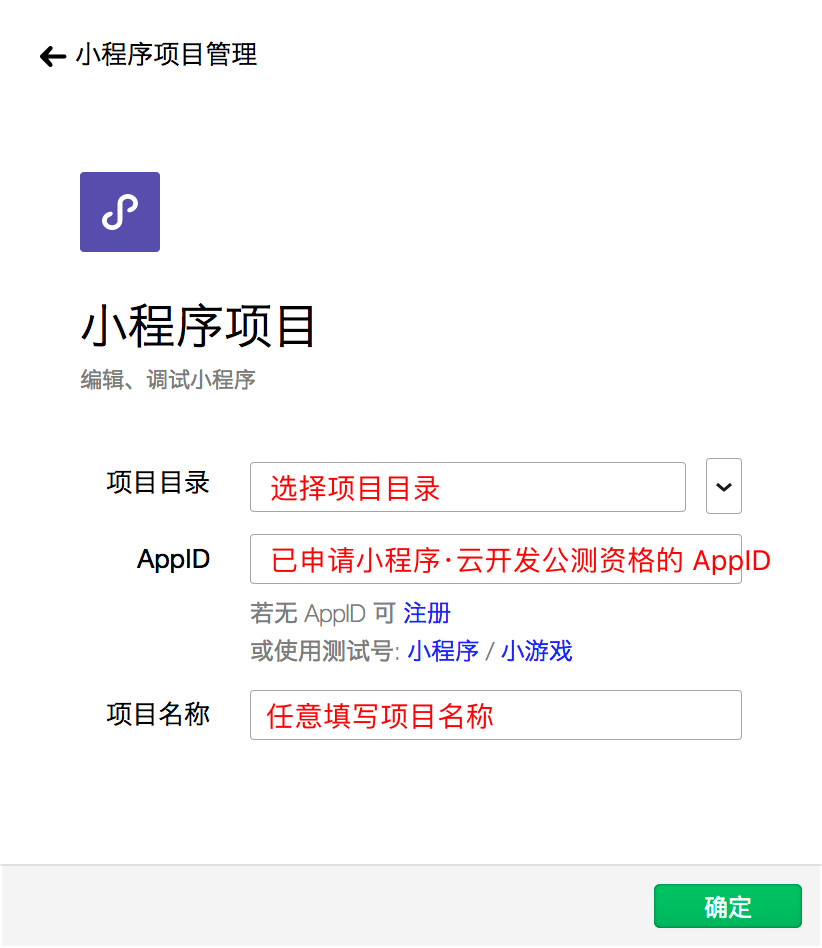 小程序项目管理
小程序项目
编辑、调试小程序
项目目录 选择项目目录
AppID 已申请小程序·云开发公测资格的 AppID
若无 AppID 可 注册
或使用测试号: 小程序 / 小游戏
项目名称 任意填写项目名称
确定